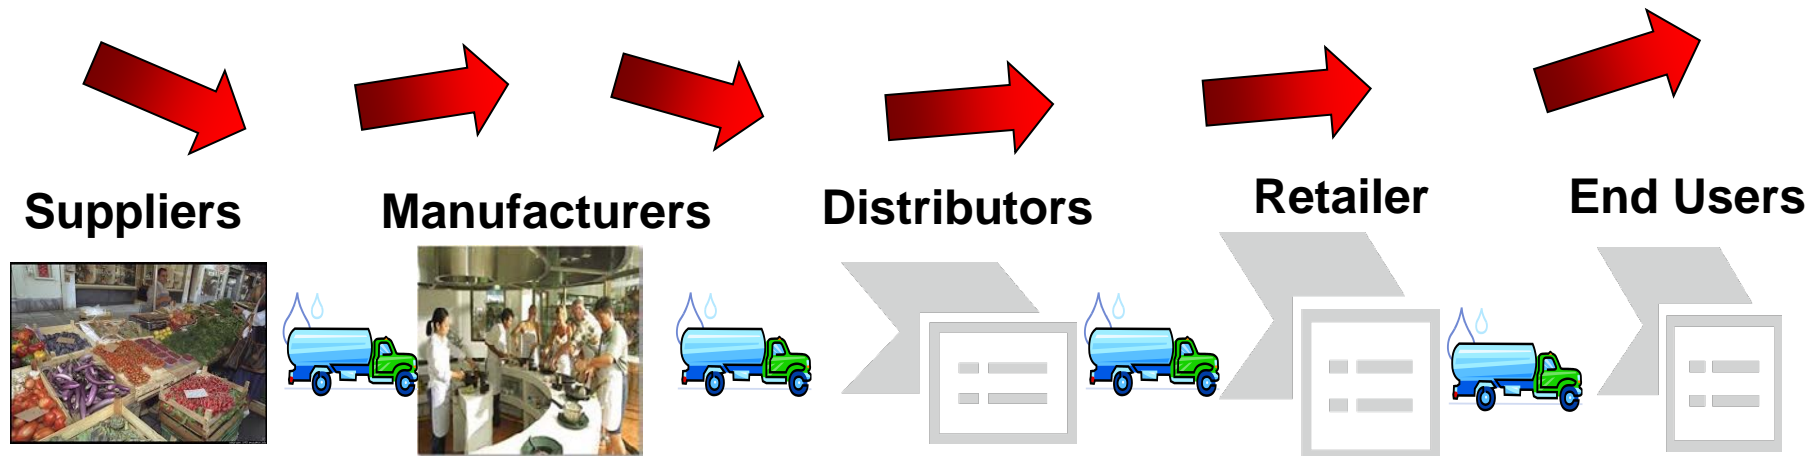 Suppliers
Manufacturers
Distributors
Retailer
End Users